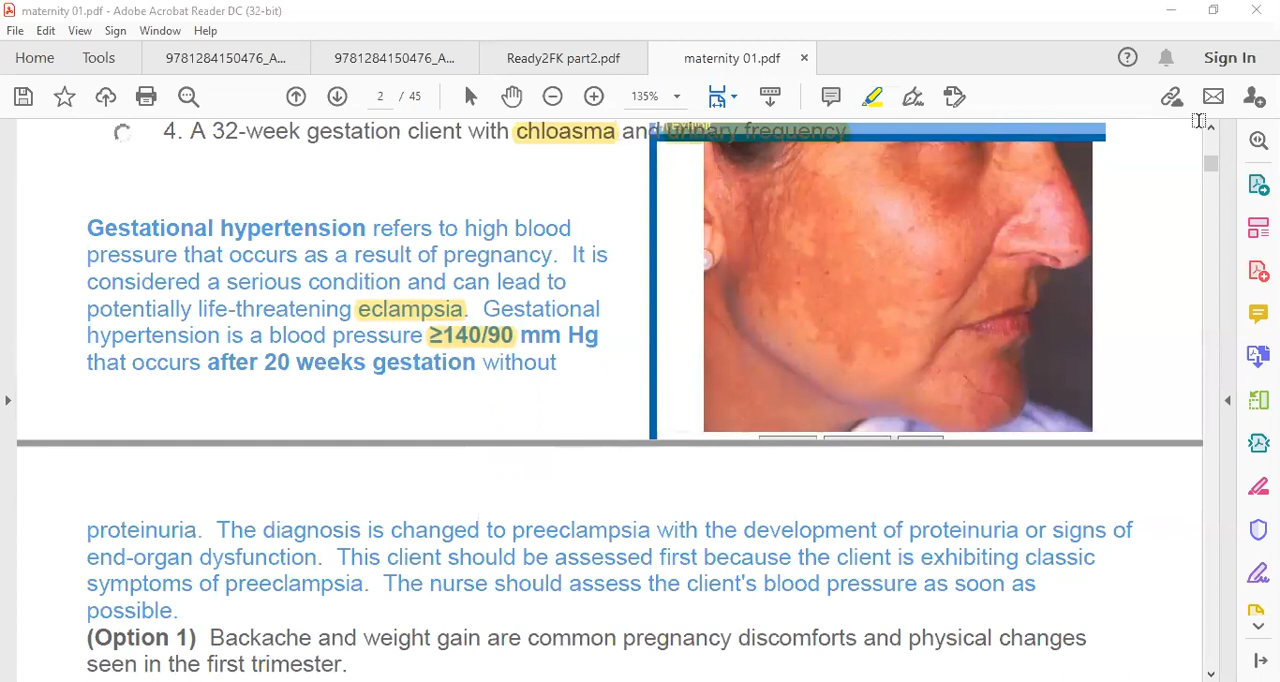 maternity 01.pdf - Adobe Acrobat Reader DC (32-bit)
File Edit View Sign Window Help
Home Tools 9781284150476_A... 9781284150476_A... Ready2FK part2.pdf maternity 01.pdf × Sign In
2 / 45 135%
4. A 32-week gestation client with chloasma and urinary frequency
Gestational hypertension refers to high blood
pressure that occurs as a result of pregnancy. It is
considered a serious condition and can lead to
potentially life-threatening eclampsia. Gestational
hypertension is a blood pressure ≥140/90 mm Hg
that occurs after 20 weeks gestation without
proteinuria. The diagnosis is changed to preeclampsia with the development of proteinuria or signs of
end-organ dysfunction. This client should be assessed first because the client is exhibiting classic
symptoms of preeclampsia. The nurse should assess the client's blood pressure as soon as
possible.
(Option 1) Backache and weight gain are common pregnancy discomforts and physical changes
seen in the first trimester.